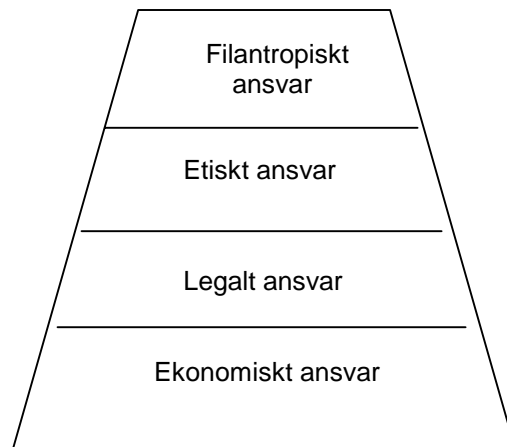 Filantropiskt
ansvar
Etiskt ansvar
Legalt ansvar
Ekonomiskt ansvar